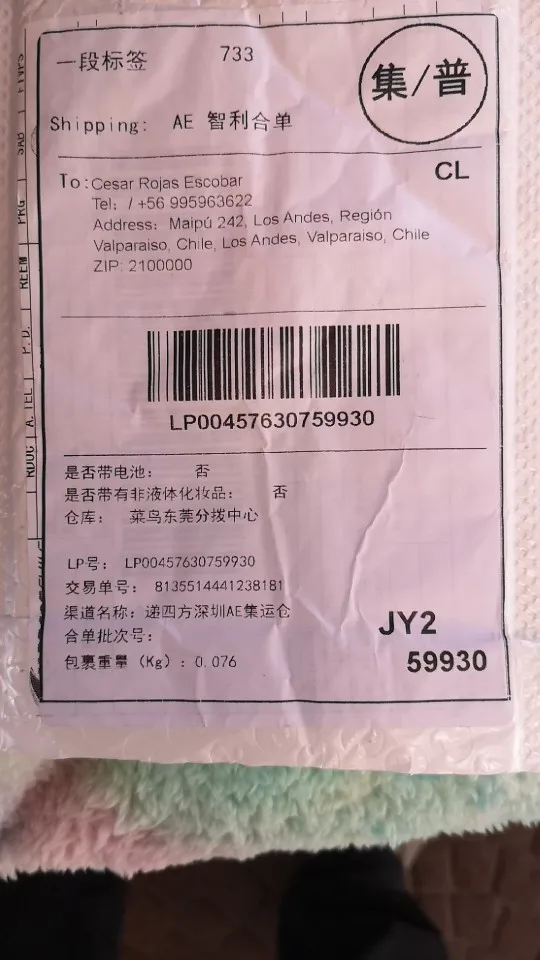 一段标签 733
集/普
Shipping: AE 智利合单
CL
To: Cesar Rojas Escobar
Tel: / +56 995963622
Address: Maipú 242, Los Andes, Región
Valparaiso, Chile, Los Andes, Valparaiso, Chile
ZIP: 2100000
LP00457630759930
是否带电池: 否
是否带有非液体化妆品: 否
仓库: 菜鸟东莞分拨中心
LP号: LP00457630759930
交易单号: 8135514441238181
渠道名称: 递四方深圳AE集运仓
合单批次号:
包裹重量 (Kg) : 0.076
JY2
59930
P.D.
A. TEL